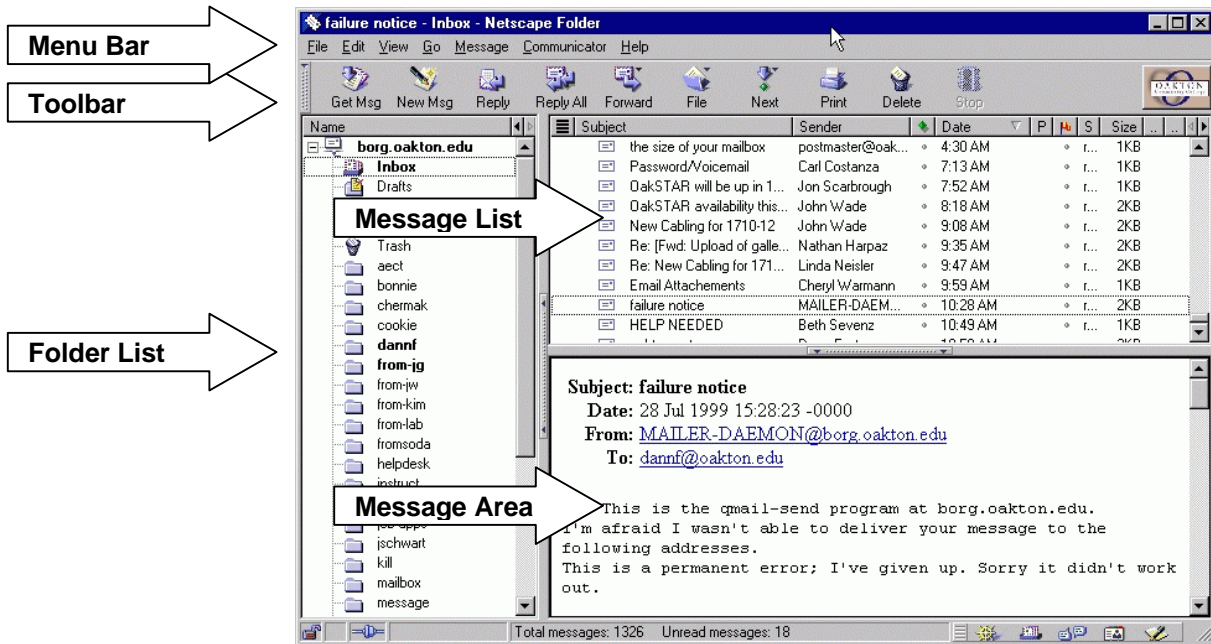 failure notice - Inbox - Netscape Folder
Menu Bar
File Edit View Go Message Communicator Help
Toolbar
Get Msg New Msg Reply Reply All Forward File Next Print Delete Stop
OAKTON
Name
borg.oakton.edu
Inbox
Drafts
Trash
aect
bonnie
chermak
cookie
dannf
from-jg
from-jw
from-kim
from-lab
fromsoda
helpdesk
instruct
job-apps
jschwart
kill
mailbox
message
Folder List
Message List
Subject Sender Date P S Size .. ..
the size of your mailbox postmaster@oak... 4:30 AM r... 1KB
Password/Voicemail Carl Costanza 7:13 AM r... 1KB
OakSTAR will be up in 1... Jon Scarbrough 7:52 AM r... 1KB
OakSTAR availability this... John Wade 8:18 AM r... 2KB
New Cabling for 1710-12 John Wade 9:08 AM r... 2KB
Re: [Fwd: Upload of galle... Nathan Harpaz 9:35 AM r... 2KB
Re: New Cabling for 171... Linda Neisler 9:47 AM r... 2KB
Email Attachements Cheryl Warmann 9:59 AM r... 1KB
failure notice MAILER-DAEM... 10:28 AM r... 2KB
HELP NEEDED Beth Sevenz 10:49 AM r... 1KB
Message Area
Subject: failure notice
Date: 28 Jul 1999 15:28:23 -0000
From: MAILER-DAEMON@borg.oakton.edu
To: dannf@oakton.edu
This is the qmail-send program at borg.oakton.edu.
I'm afraid I wasn't able to deliver your message to the
following addresses.
This is a permanent error; I've given up. Sorry it didn't work
out.
Total messages: 1326 Unread messages: 18